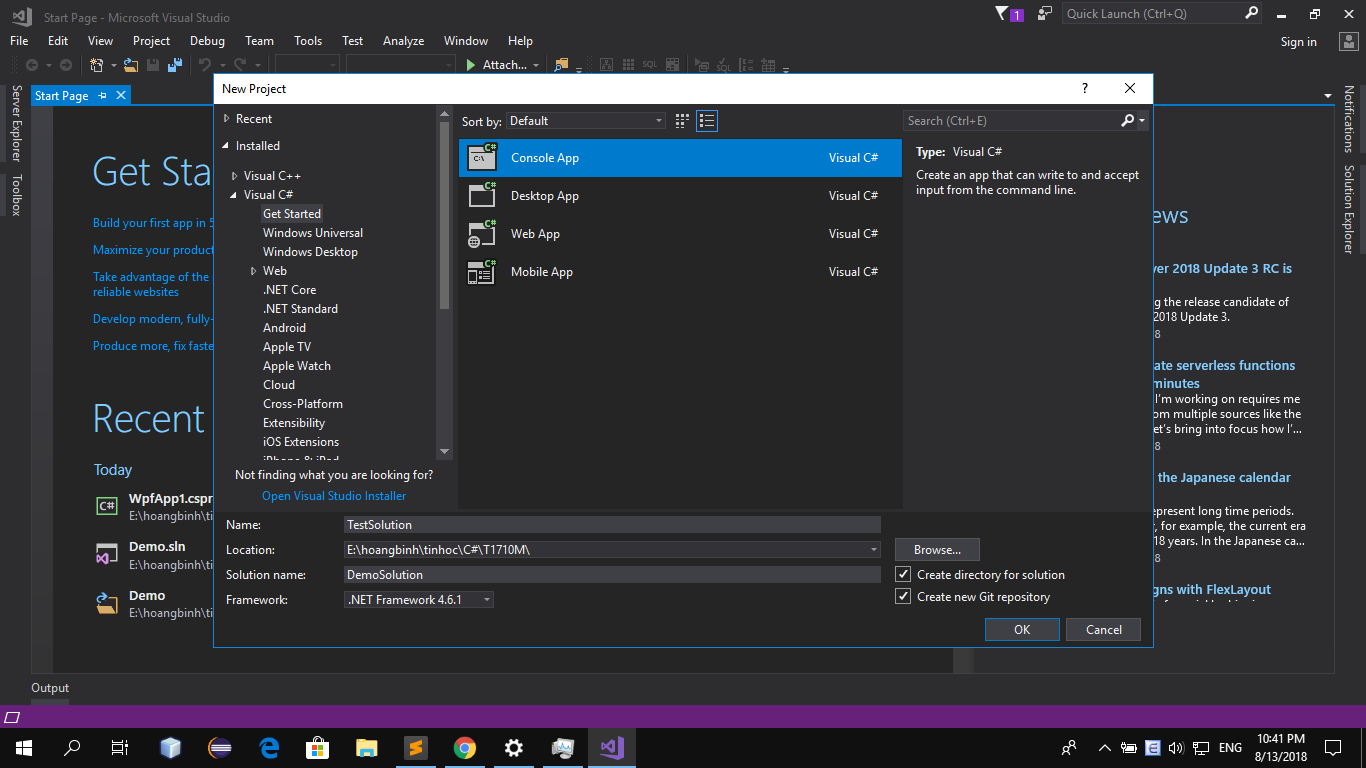 Start Page - Microsoft Visual Studio
1
Quick Launch (Ctrl+Q)
File Edit View Project Debug Team Tools Test Analyze Window Help
Sign in
Attach...
Server Explorer
Toolbox
Start Page
Notifications
Solution Explorer
Get Sta
Build your first app in 5
Maximize your product
Take advantage of the
reliable websites
Develop modern, fully-
Produce more, fix faste
Recent
Today
WpfApp1.cspr
E:\hoangbinh\ti
Demo.sln
E:\hoangbinh\ti
Demo
E:\hoangbinh\ti
New Project
?
Recent
Installed
Visual C++
Visual C#
Get Started
Windows Universal
Windows Desktop
Web
.NET Core
.NET Standard
Android
Apple TV
Apple Watch
Cloud
Cross-Platform
Extensibility
iOS Extensions
Not finding what you are looking for?
Open Visual Studio Installer
Sort by: Default
Console App Visual C#
Desktop App Visual C#
Web App Visual C#
Mobile App Visual C#
Search (Ctrl+E)
Type: Visual C#
Create an app that can write to and accept
input from the command line.
Name: TestSolution
Location: E:\hoangbinh\tinhoc\C#\T1710M\
Browse...
Solution name: DemoSolution
Create directory for solution
Framework: .NET Framework 4.6.1
Create new Git repository
OK Cancel
ews
ver 2018 Update 3 RC is
ng the release candidate of
2018 Update 3.
8
ate serverless functions
minutes
I'm working on requires me
om multiple sources like the
et's bring into focus how I'...
8
the Japanese calendar
epresent long time periods.
, for example, the current era
18 years. In the Japanese ca...
8
gns with FlexLayout
Output
ENG
10:41 PM
8/13/2018